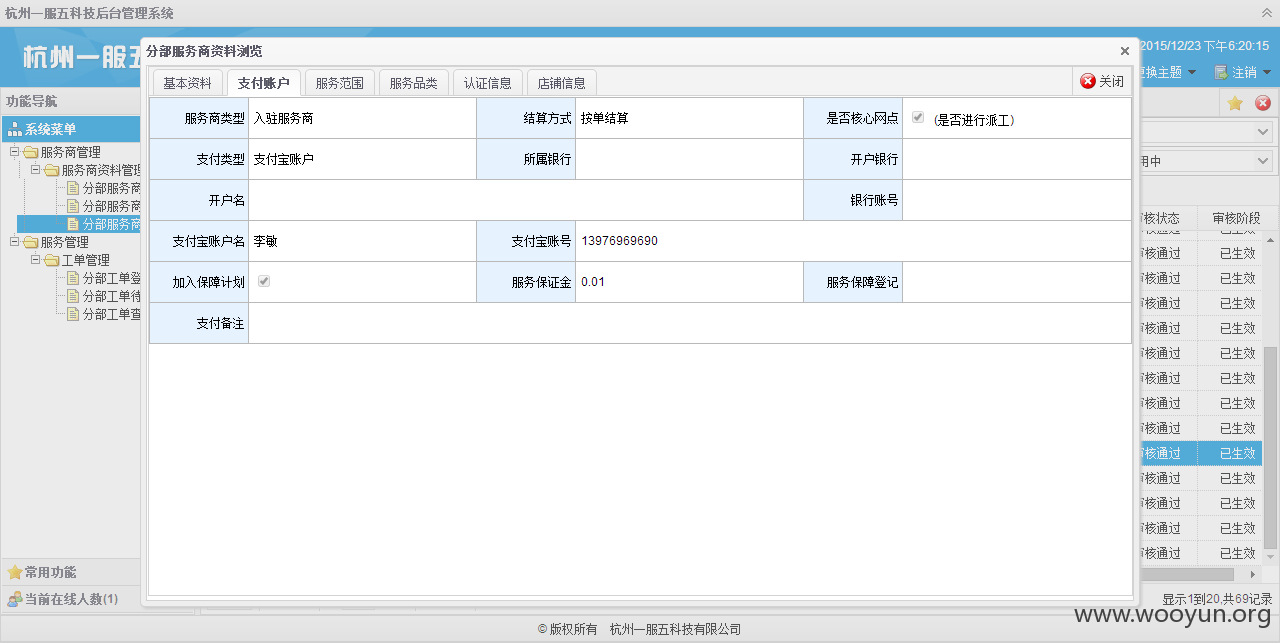 杭州一服五科技后台管理系统
杭州一服五
2015/12/23 下午6:20:15
更换主题 注销
功能导航
系统菜单
服务商管理
服务商资料管理
分部服务商
分部服务商
分部服务商
服务管理
工单管理
分部工单登
分部工单待
分部工单查
常用功能
当前在线人数(1)
分部服务商资料浏览
基本资料 支付账户 服务范围 服务品类 认证信息 店铺信息 关闭
服务商类型 入驻服务商 结算方式 按单结算 是否核心网点 (是否进行派工)
支付类型 支付宝账户 所属银行 开户银行
开户名 银行账号
支付宝账户名 李敏 支付宝账号 13976969690
加入保障计划 服务保证金 0.01 服务保障登记
支付备注
用中
审核状态 审核阶段
审核通过 已生效
审核通过 已生效
审核通过 已生效
审核通过 已生效
审核通过 已生效
审核通过 已生效
审核通过 已生效
审核通过 已生效
审核通过 已生效
审核通过 已生效
审核通过 已生效
审核通过 已生效
审核通过 已生效
审核通过 已生效
显示1到20,共69记录
www.wooyun.org
©版权所有 杭州一服五科技有限公司